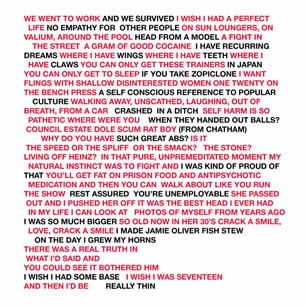 WE WENT TO WORK AND WE SURVIVED I WISH I HAD A PERFECT
LIFE NO EMPATHY FOR OTHER PEOPLE ON SUN LOUNGERS, ON
VALIUM, AROUND THE POOL HEAD FROM A MODEL, A FIGHT IN
THE STREET A GRAM OF GOOD COCAINE I HAVE RECURRING
DREAMS WHERE I HAVE WINGS WHERE I HAVE TEETH WHERE I
HAVE CLAWS YOU CAN ONLY GET THESE TRAINERS IN JAPAN
YOU CAN ONLY GET TO SLEEP IF YOU TAKE ZOPICLONE I WANT
FLINGS WITH SHALLOW DISINTERESTED WOMEN ONE TWENTY ON
THE BENCH PRESS A SELF CONSCIOUS REFERENCE TO POPULAR
CULTURE WALKING AWAY, UNSCATHED, LAUGHING, OUT OF
BREATH, FROM A CAR CRASHED IN A DITCH SELF HARM IS SO
PATHETIC WHERE WERE YOU WHEN THEY HANDED OUT BALLS?
COUNCIL ESTATE DOLE SCUM RAT BOY (FROM CHATHAM)
WHY DO YOU HAVE SUCH GREAT ABS? IS IT
THE SPEED OR THE SPLIFF OR THE SMACK? THE STONE?
LIVING OFF HEINZ? IN THAT PURE, UNPREMEDITATED MOMENT MY
NATURAL INSTINCT WAS TO FIGHT AND I WAS KIND OF PROUD OF
THAT YOU'LL GET FAT ON PRISON FOOD AND ANTIPSYCHOTIC
MEDICATION AND THEN YOU CAN WALK ABOUT LIKE YOU RUN
THE SHOW REST ASSURED YOU'RE UNEMPLOYABLE SHE PASSED
OUT AND I PUSHED HER OFF IT WAS THE BEST HEAD I EVER HAD
IN MY LIFE I CAN LOOK AT PHOTOS OF MYSELF FROM YEARS AGO
I WAS SO MUCH BIGGER SO OLD NOW IN HER 30'S CRACK A SMILE,
LOVE, CRACK A SMILE I MADE JAMIE OLIVER FISH STEW
ON THE DAY I GREW MY HORNS
THERE WAS A REAL TRUTH IN
WHAT I'D SAID AND
YOU COULD SEE IT BOTHERED HIM
I WISH I HAD SOME BASE I WISH I WAS SEVENTEEN
AND THEN I'D BE REALLY THIN